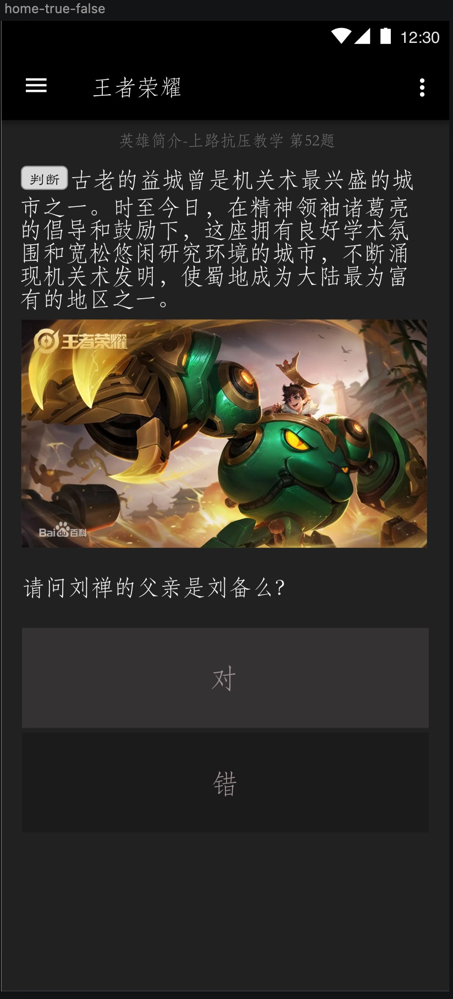 home-true-false
12:30
王者荣耀
英雄简介-上路抗压教学 第52题
判断 古老的益城曾是机关术最兴盛的城
市之一。时至今日，在精神领袖诸葛亮
的倡导和鼓励下，这座拥有良好学术氛
围和宽松悠闲研究环境的城市，不断涌
现机关术发明，使蜀地成为大陆最为富
有的地区之一。
王者荣耀
Bai du 百科
请问刘禅的父亲是刘备么?
对
错